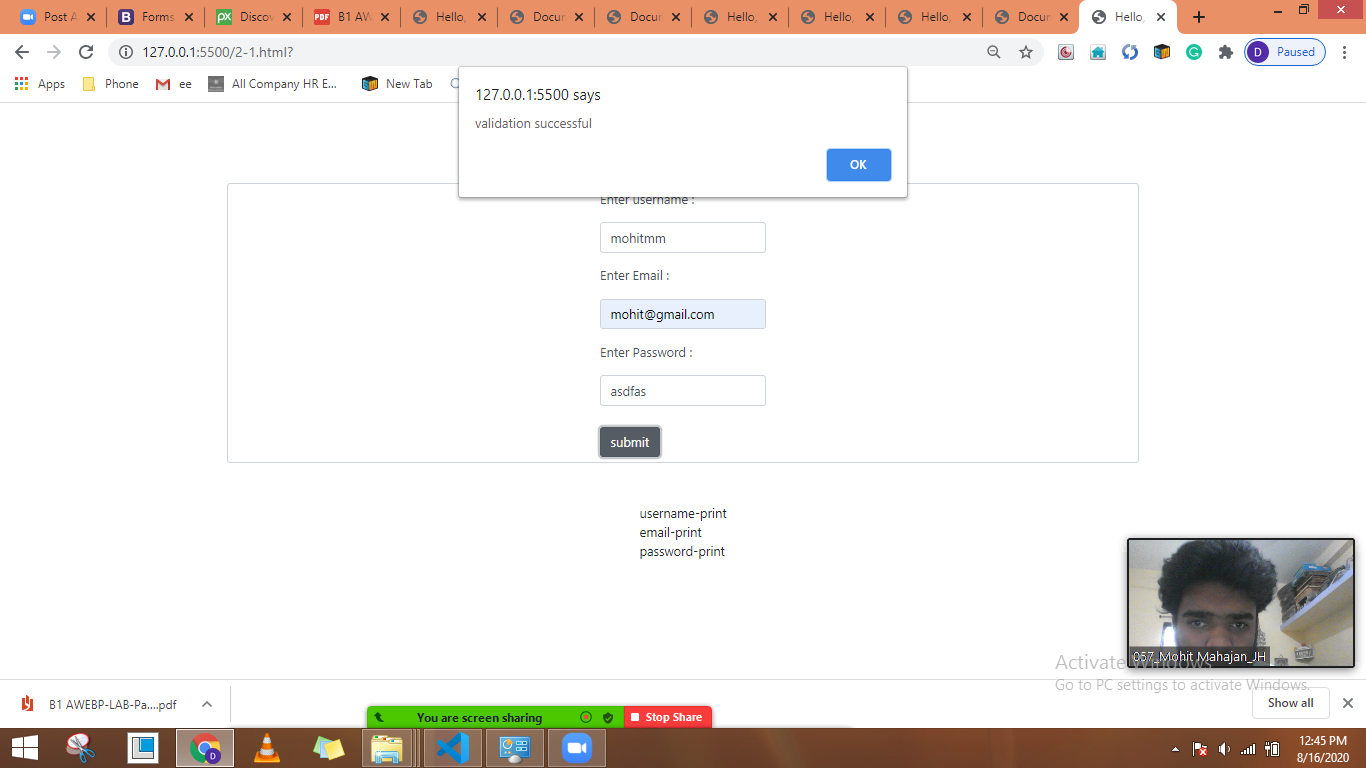 Post A
Forms
Discov
B1 AW
Hello,
Docum
Docum
Hello,
Hello,
Hello,
Docum
Hello,
127.0.0.1:5500/2-1.html?
D Paused
Apps
Phone
ee
All Company HR E...
New Tab
127.0.0.1:5500 says
validation successful
OK
Enter username :
mohitmm
Enter Email :
mohit@gmail.com
Enter Password :
asdfas
submit
username-print
email-print
password-print
057_Mohit Mahajan_JH
Activate Windows
Go to PC settings to activate Windows.
B1 AWEBP-LAB-Pa....pdf
Show all
You are screen sharing
Stop Share
12:45 PM
8/16/2020